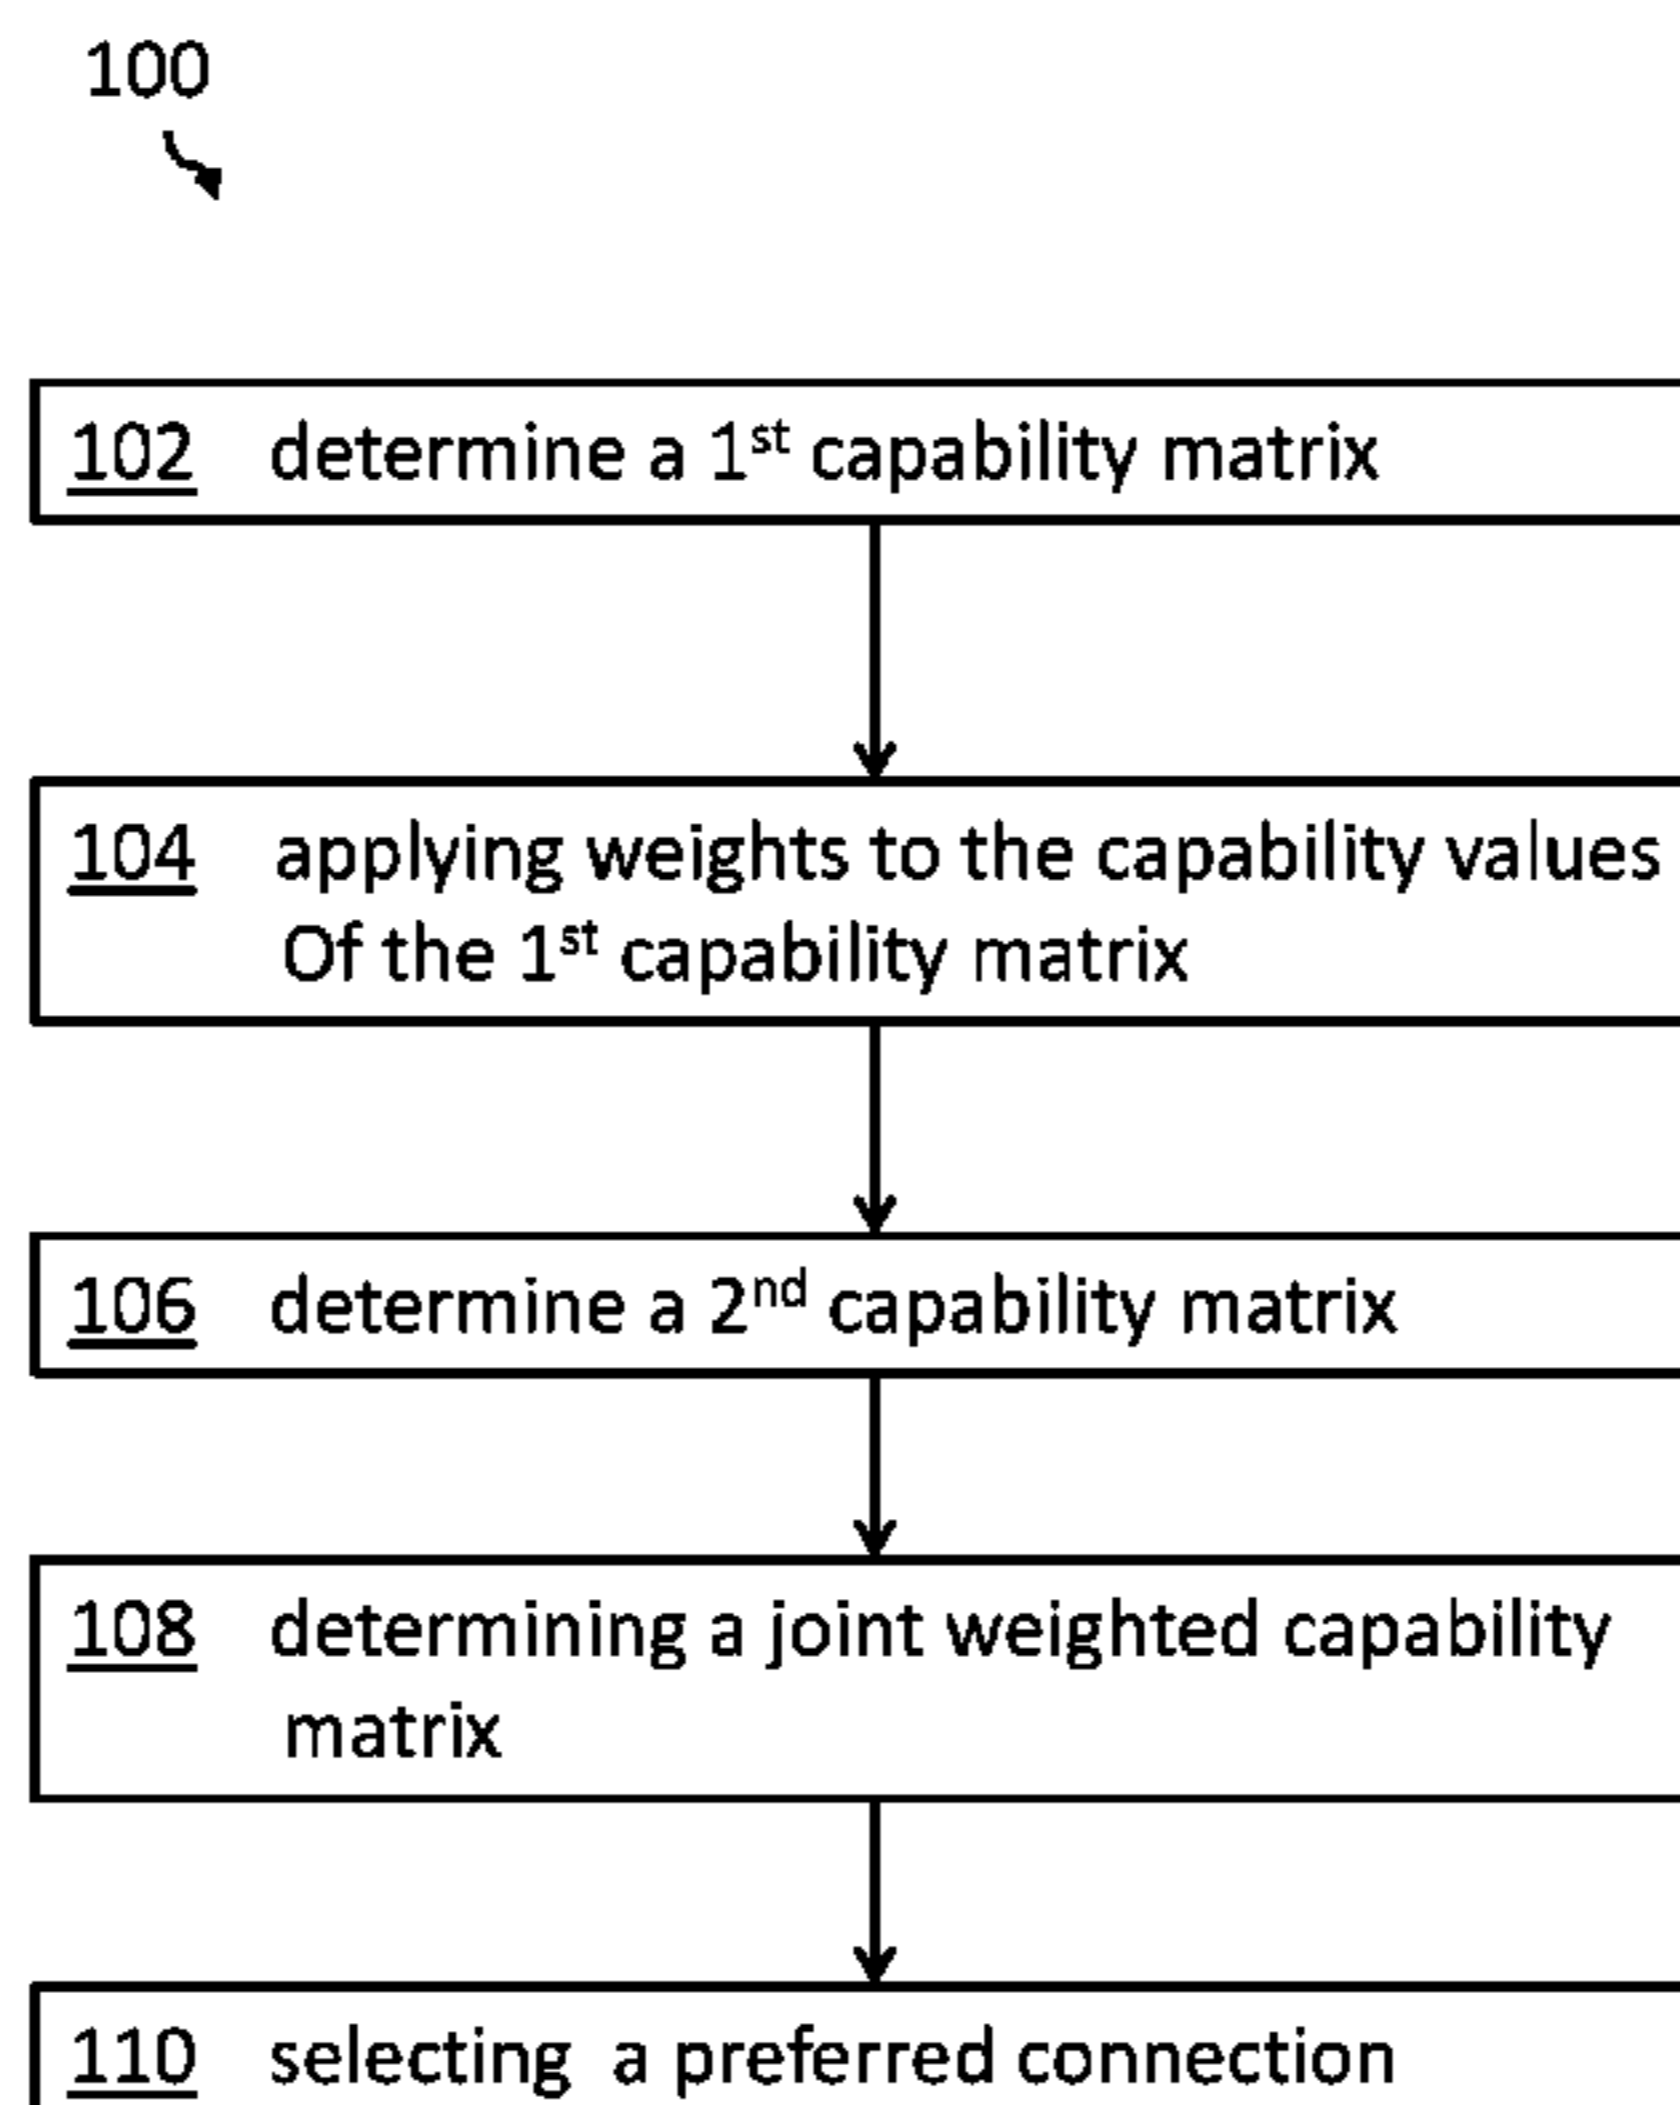 100
102 determine a 1st capability matrix
104 applying weights to the capability values
Of the 1st capability matrix
106 determine a 2nd capability matrix
108 determining a joint weighted capability
matrix
110 selecting a preferred connection